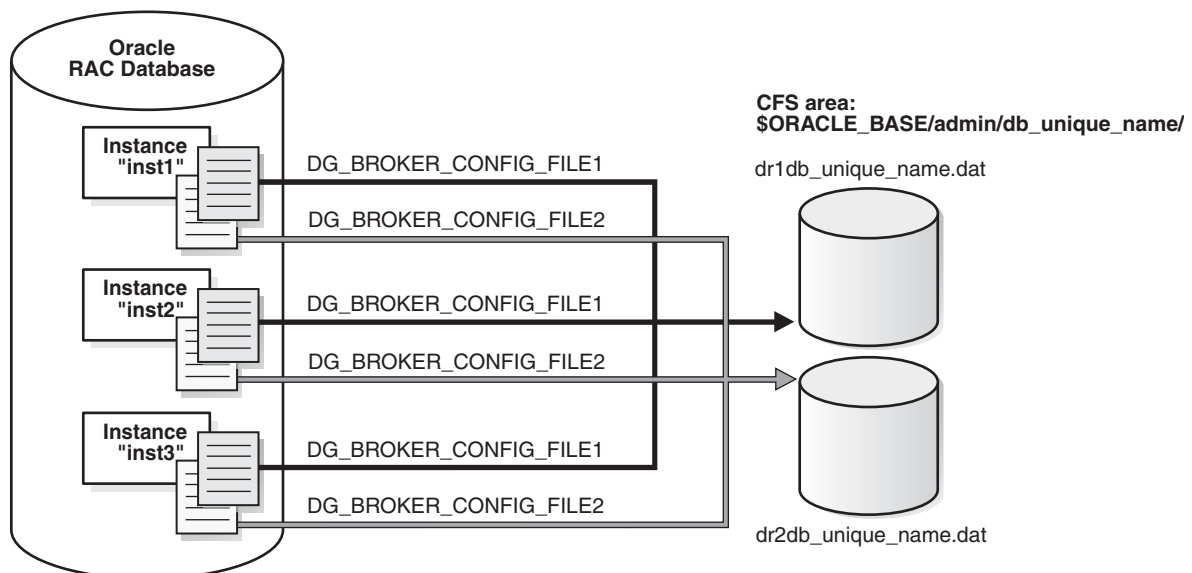 Oracle
RAC Database
CFS area:
$ORACLE_BASE/admin/db_unique_name/
dr1db_unique_name.dat
Instance
"inst1"
DG_BROKER_CONFIG_FILE1
DG_BROKER_CONFIG_FILE2
Instance
"inst2"
DG_BROKER_CONFIG_FILE1
DG_BROKER_CONFIG_FILE2
Instance
"inst3"
DG_BROKER_CONFIG_FILE1
DG_BROKER_CONFIG_FILE2
dr2db_unique_name.dat